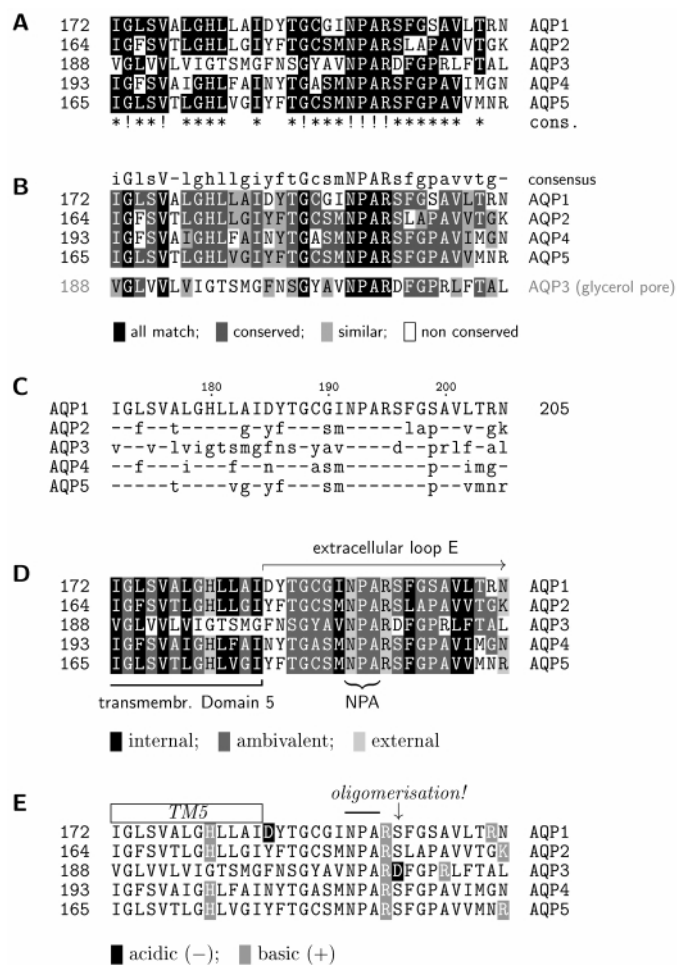 A
172 IGLSVALGHLLAIDYTGCGINPARSFGSAVLTRN AQP1
164 IGFSVTLGHLLGIYFTGCSMNPARSLAPAVVTGK AQP2
188 VGLVVLVIGTSMGFNSGYAVNPARDFGPRLFTAL AQP3
193 IGFSVAIGHLFAINYTGASMNPARSFGPAVIMGN AQP4
165 IGLSVTLGHLVGIYFTGCSMNPARSFGPAVVMNR AQP5
*!**! **** * *!***!!!!****** * cons.
B
iGlsV-lghllgiyftGcsmNPARsfgpavvtg- consensus
172 IGLSVALGHLLAIDYTGCGINPARSFGSAVLTRN AQP1
164 IGFSVTLGHLLGIYFTGCSMNPARSLAPAVVTGK AQP2
193 IGFSVAIGHLFAINYTGASMNPARSFGPAVIMGN AQP4
165 IGLSVTLGHLVGIYFTGCSMNPARSFGPAVVMNR AQP5
188 VGLVVLVIGTSMGFNSGYAVNPARDFGPRLFTAL AQP3 (glycerol pore)
all match; conserved; similar; non conserved
C
180 190 200
AQP1 IGLSVALGHLLAIDYTGCGINPARSFGSAVLTRN 205
AQP2 --f--t-----g-yf---sm-----lap--v-gk
AQP3 v--v-lvigtsmgfns-yav----d--prlf-al
AQP4 --f---i---f--n---asm-------p--img-
AQP5 -----t----vg-yf---sm-------p--vmnr
D
extracellular loop E
172 IGLSVALGHLLAIDYTGCGINPARSFGSAVLTRN AQP1
164 IGFSVTLGHLLGIYFTGCSMNPARSLAPAVVTGK AQP2
188 VGLVVLVIGTSMGFNSGYAVNPARDFGPRLFTAL AQP3
193 IGFSVAIGHLFAINYTGASMNPARSFGPAVIMGN AQP4
165 IGLSVTLGHLVGIYFTGCSMNPARSFGPAVVMNR AQP5
transmembr. Domain 5 NPA
internal; ambivalent; external
E
TM5 oligomerisation!
172 IGLSVALGHLLAIDYTGCGINPARSFGSAVLTRN AQP1
164 IGFSVTLGHLLGIYFTGCSMNPARSLAPAVVTGK AQP2
188 VGLVVLVIGTSMGFNSGYAVNPARDFGPRLFTAL AQP3
193 IGFSVAIGHLFAINYTGASMNPARSFGPAVIMGN AQP4
165 IGLSVTLGHLVGIYFTGCSMNPARSFGPAVVMNR AQP5
acidic (−); basic (+)